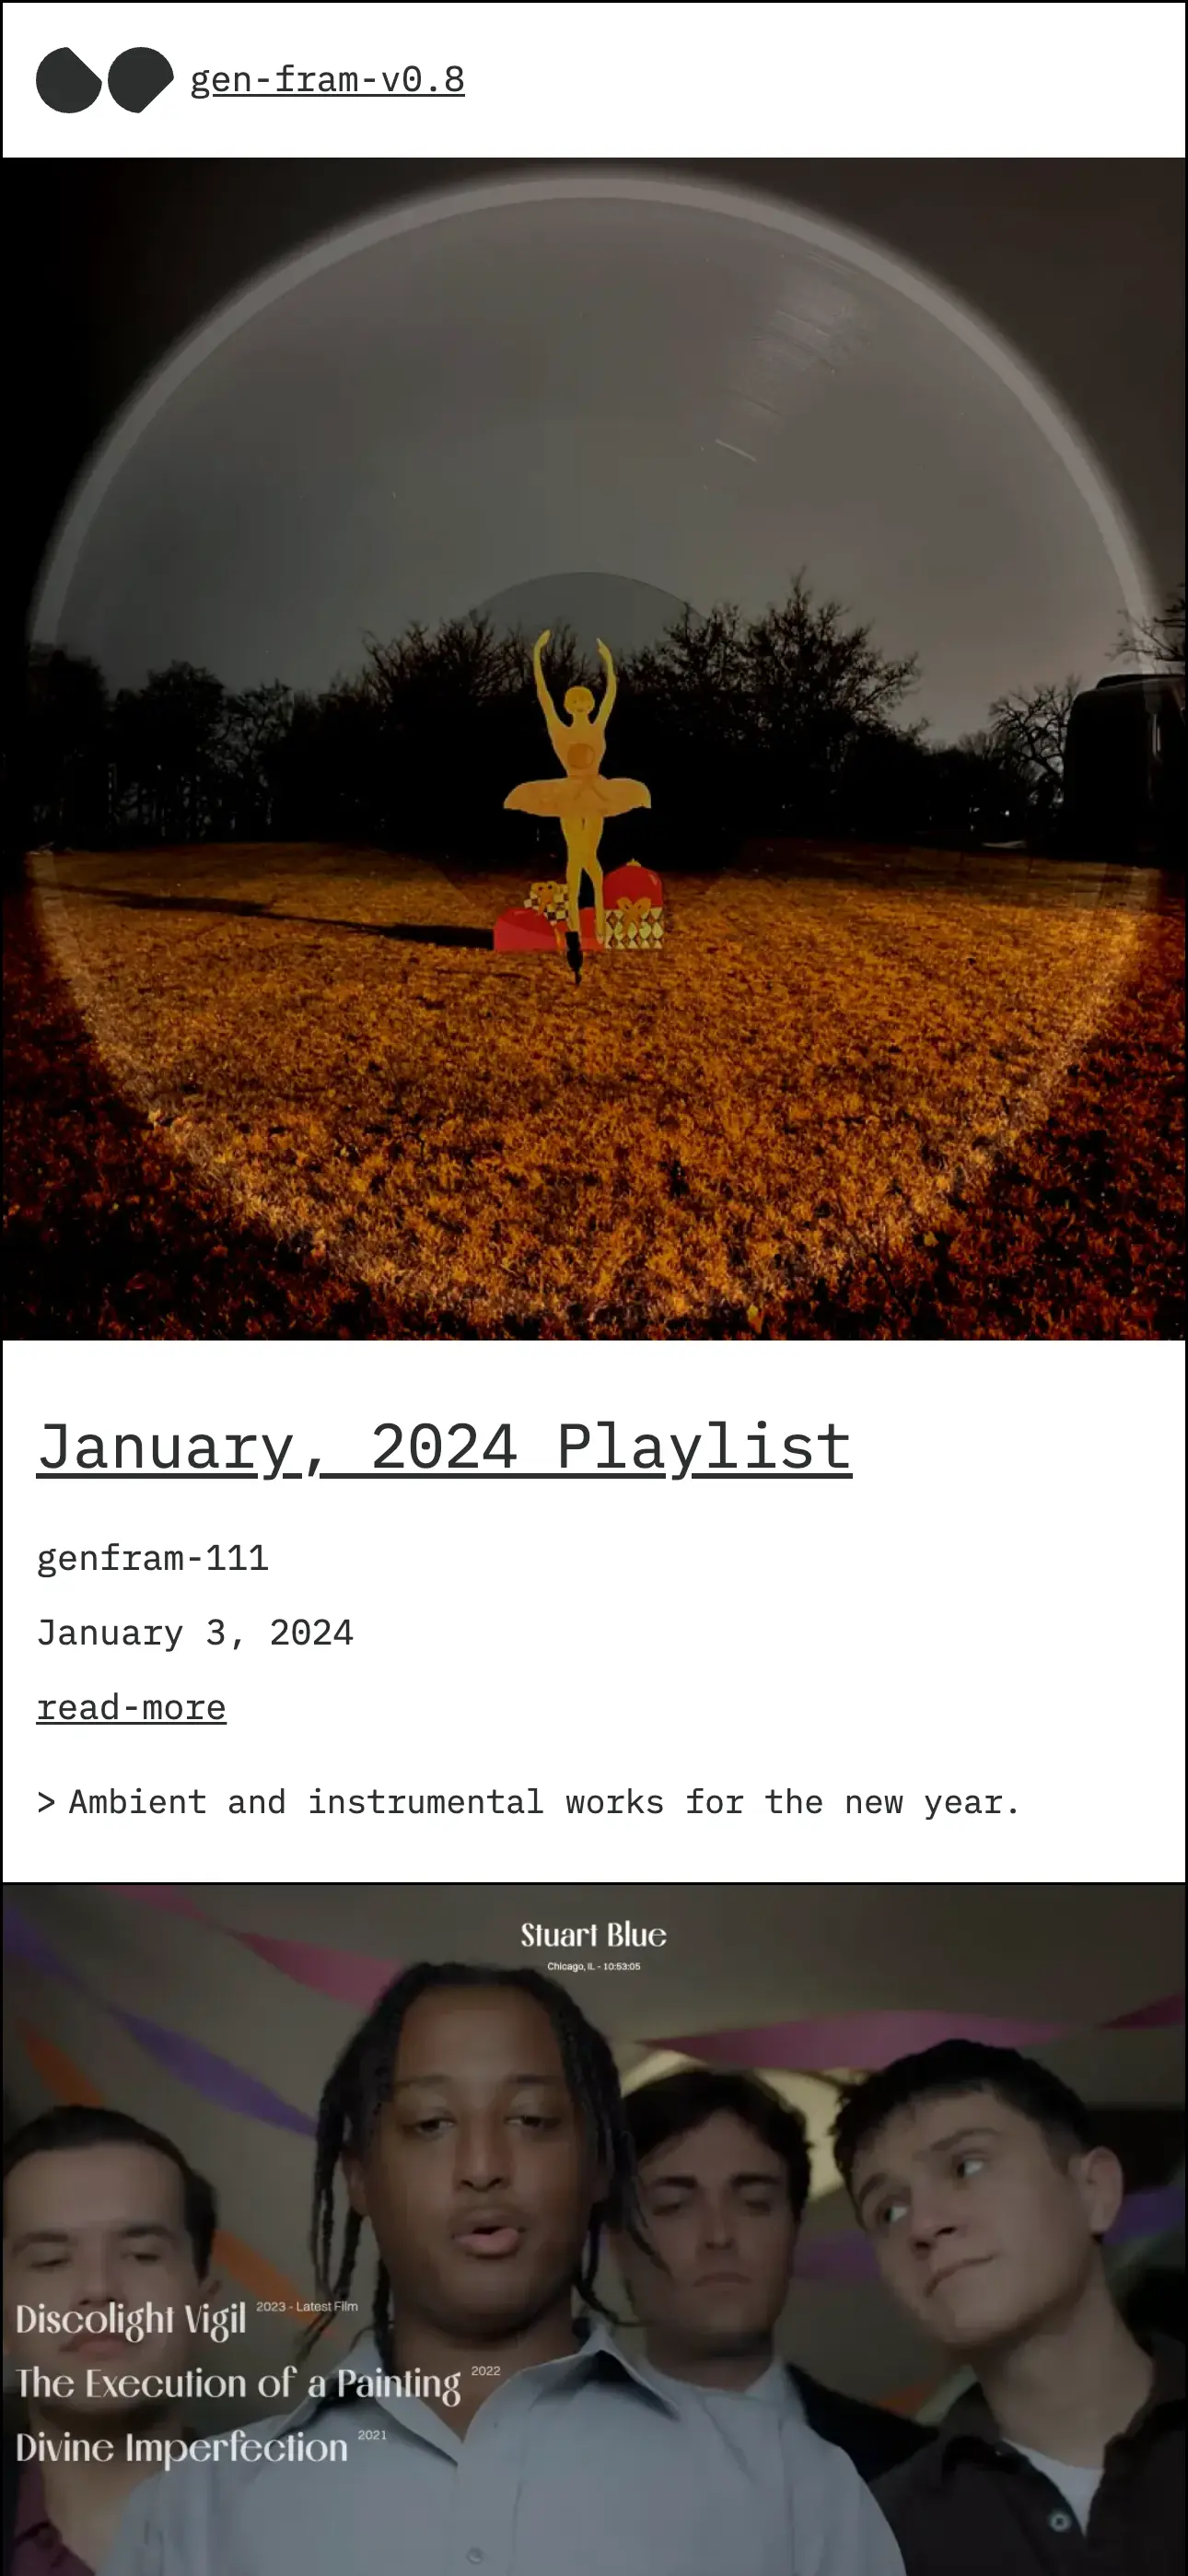 gen-fram-v0.8
January, 2024 Playlist
genfram-111
January 3, 2024
read-more
> Ambient and instrumental works for the new year.
Stuart Blue
Chicago, IL - 10:53:05
Discolight Vigil 2023 - Latest Film
The Execution of a Painting 2022
Divine Imperfection 2021